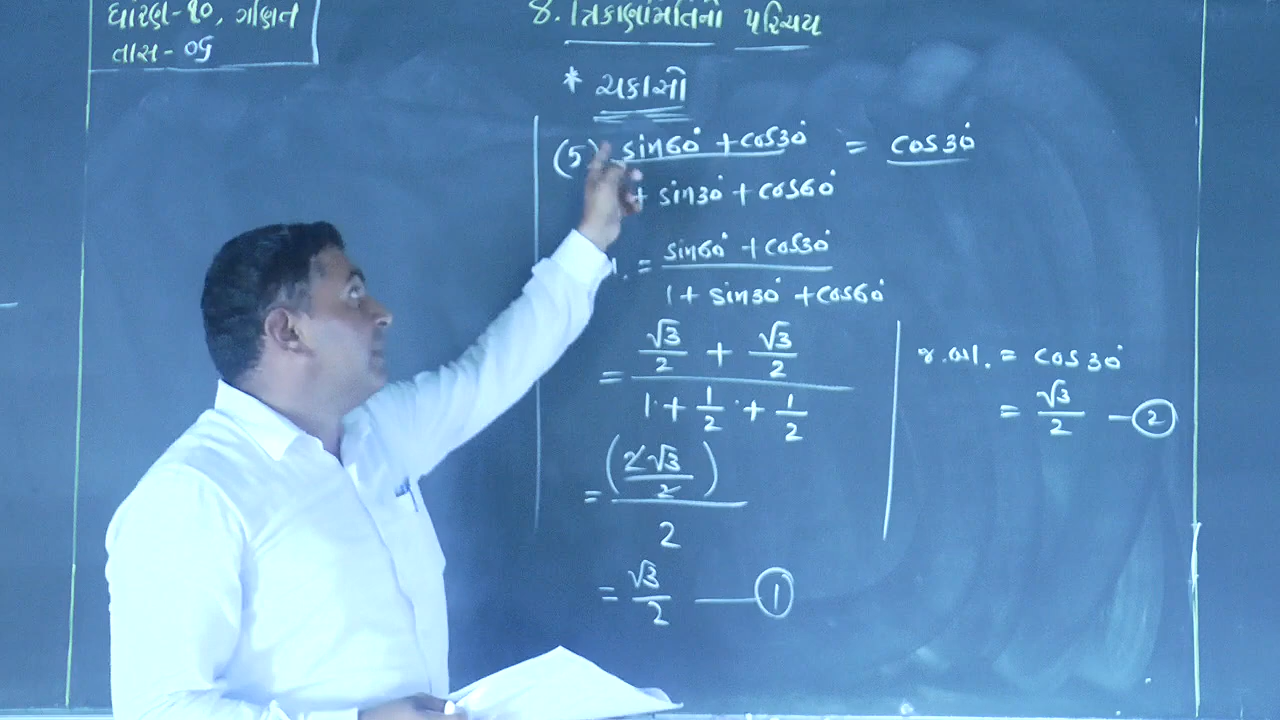 ધોરણ-૧૦, ગણિત
તાસ-૦૬
૪. ત્રિકોણમિતિનો પરિચય
* ચકાસો
(5) sin60° + cos30° = cos30°
+ sin30° + cos60°
. = sin60° + cos30°
1 + sin30° + cos60°
= √3/2 + √3/2
1 + 1/2 + 1/2
= (2√3/2)
2
= √3/2 —— ①
જ.બા. = cos30°
= √3/2 — ②